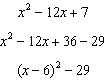 x² − 12x + 7
x² − 12x + 36 − 29
(x − 6)² − 29